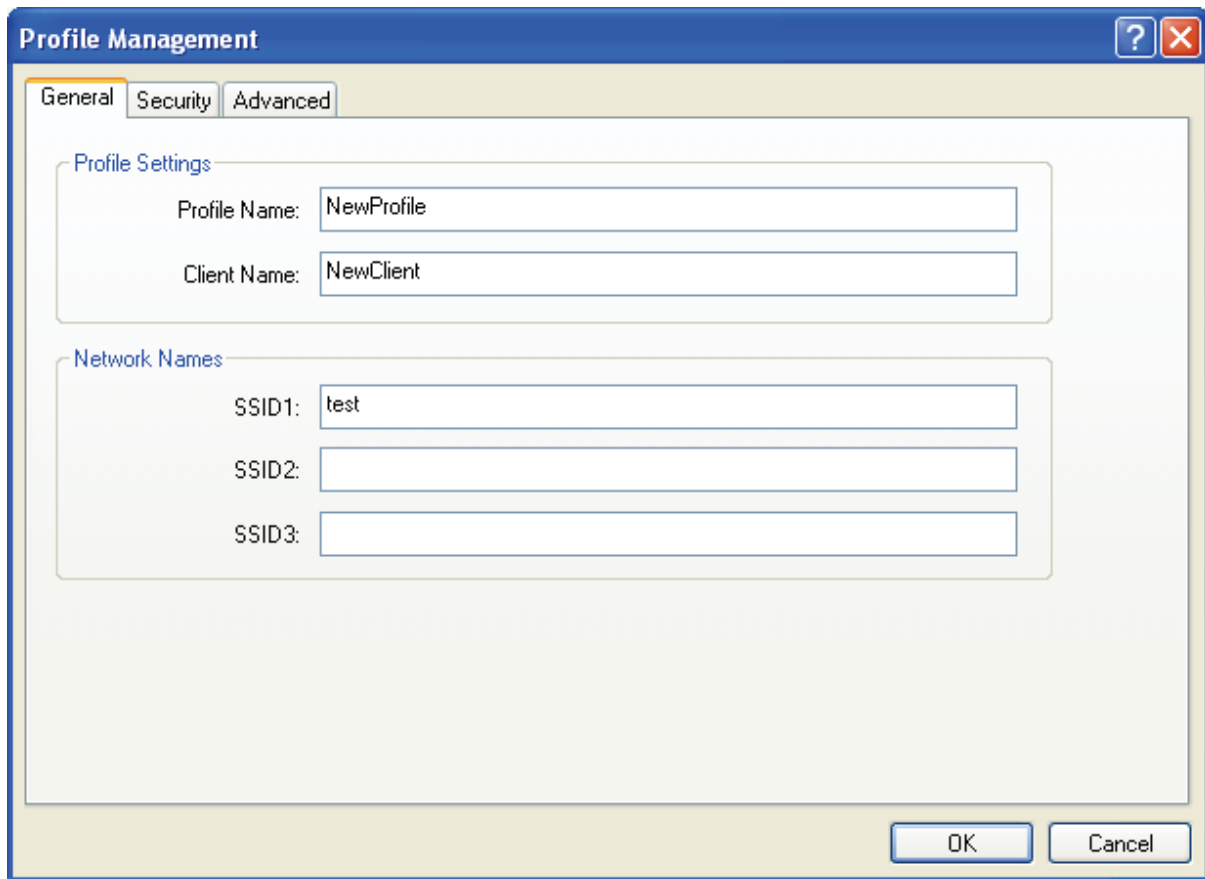 Profile Management
?
General Security Advanced
Profile Settings
Profile Name: NewProfile
Client Name: NewClient
Network Names
SSID1: test
SSID2:
SSID3:
OK Cancel